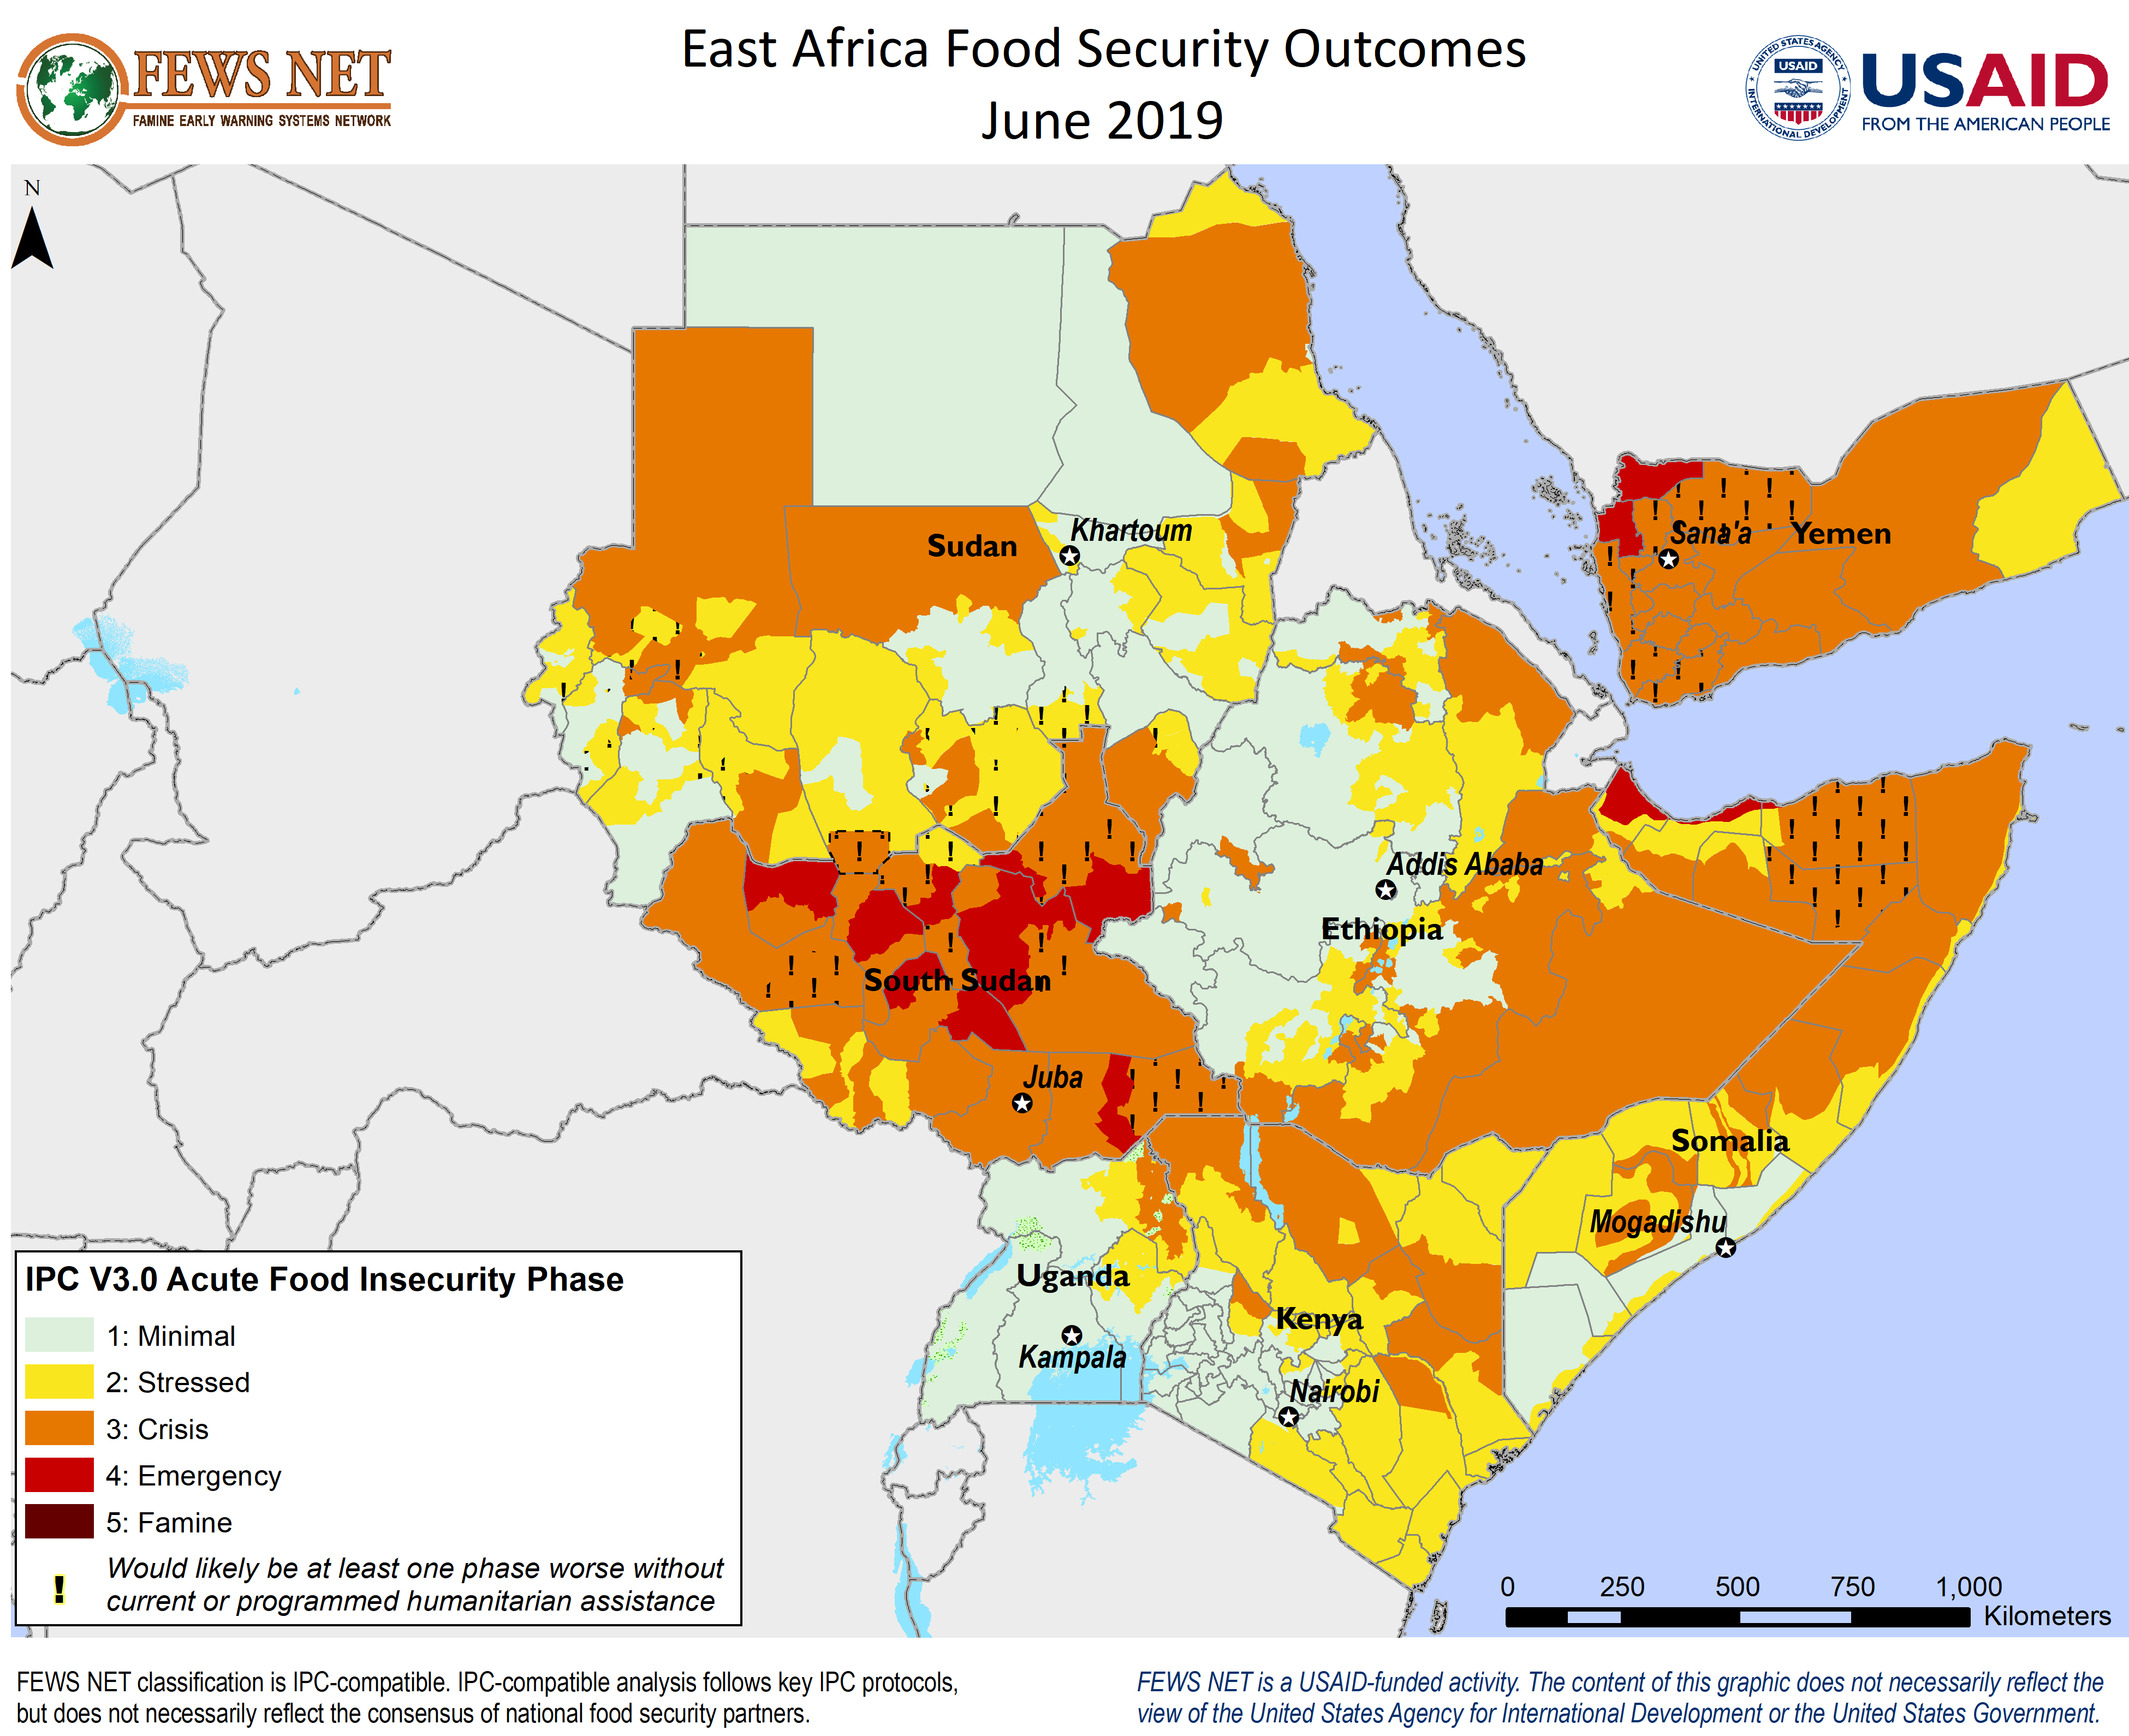 FEWS NET
FAMINE EARLY WARNING SYSTEMS NETWORK
East Africa Food Security Outcomes
June 2019
UNITED STATES AGENCY
USAID
INTERNATIONAL DEVELOPMENT
USAID
FROM THE AMERICAN PEOPLE
N
Khartoum
Sudan
Sana'a
Yemen
Addis Ababa
Ethiopia
South Sudan
Juba
Somalia
Mogadishu
Uganda
Kenya
Kampala
Nairobi
IPC V3.0 Acute Food Insecurity Phase
1: Minimal
2: Stressed
3: Crisis
4: Emergency
5: Famine
! Would likely be at least one phase worse without
current or programmed humanitarian assistance
0 250 500 750 1,000
Kilometers
FEWS NET classification is IPC-compatible. IPC-compatible analysis follows key IPC protocols,
but does not necessarily reflect the consensus of national food security partners.
FEWS NET is a USAID-funded activity. The content of this graphic does not necessarily reflect the
view of the United States Agency for International Development or the United States Government.